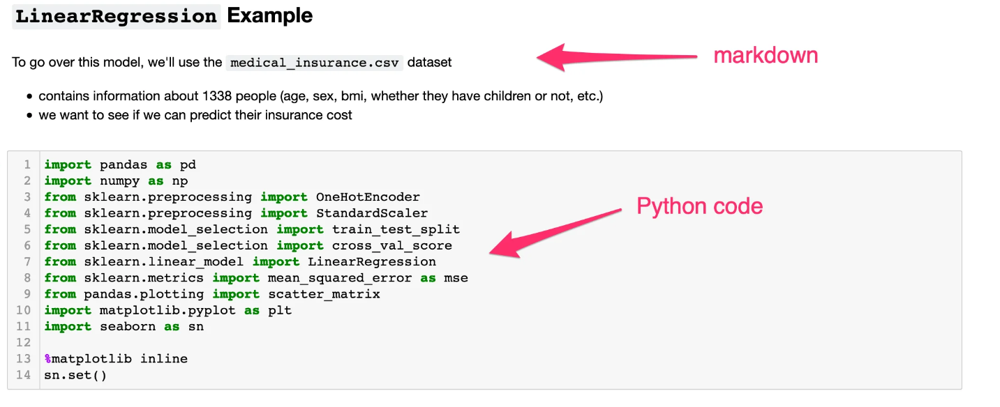 LinearRegression Example
To go over this model, we'll use the medical_insurance.csv dataset
markdown
• contains information about 1338 people (age, sex, bmi, whether they have children or not, etc.)
• we want to see if we can predict their insurance cost
1 import pandas as pd
2 import numpy as np
3 from sklearn.preprocessing import OneHotEncoder
4 from sklearn.preprocessing import StandardScaler
5 from sklearn.model_selection import train_test_split
6 from sklearn.model_selection import cross_val_score
7 from sklearn.linear_model import LinearRegression
8 from sklearn.metrics import mean_squared_error as mse
9 from pandas.plotting import scatter_matrix
10 import matplotlib.pyplot as plt
11 import seaborn as sn
12
13 %matplotlib inline
14 sn.set()
Python code